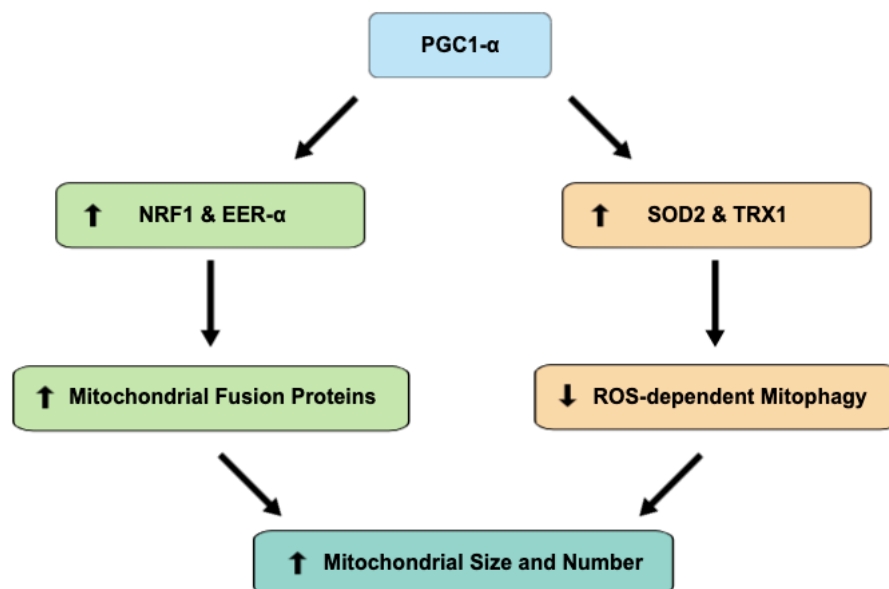 PGC1-α
↑ NRF1 & EER-α
↑ SOD2 & TRX1
↑ Mitochondrial Fusion Proteins
↓ ROS-dependent Mitophagy
↑ Mitochondrial Size and Number